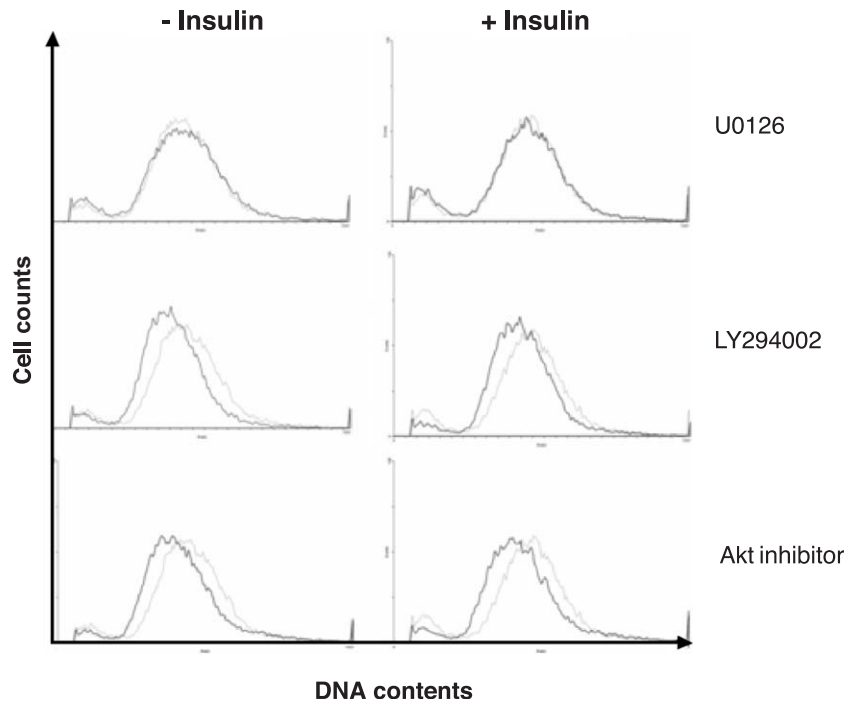 - Insulin
+ Insulin
U0126
LY294002
Akt inhibitor
Cell counts
DNA contents